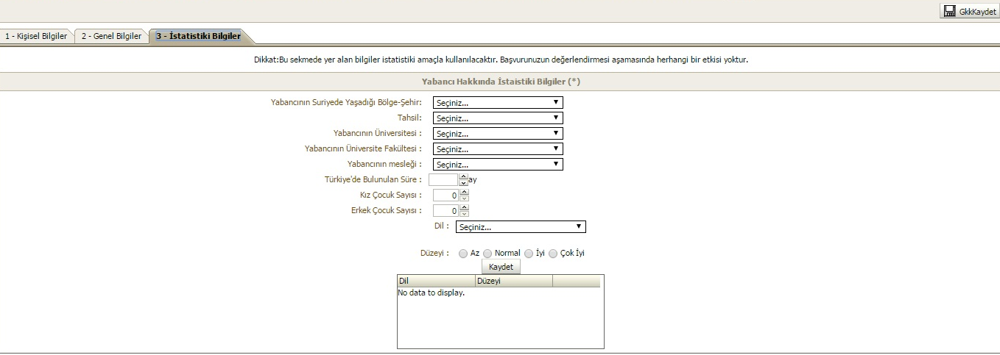 GkkKaydet
1 - Kişisel Bilgiler 2 - Genel Bilgiler 3 - İstatistiki Bilgiler
Dikkat:Bu sekmede yer alan bilgiler istatistiki amaçla kullanılacaktır. Başvurunuzun değerlendirmesi aşamasında herhangi bir etkisi yoktur.
Yabancı Hakkında İstaistiki Bilgiler (*)
Yabancının Suriyede Yaşadığı Bölge-Şehir: Seçiniz...
Tahsil: Seçiniz...
Yabancının Üniversitesi : Seçiniz...
Yabancının Üniversite Fakültesi : Seçiniz...
Yabancının mesleği : Seçiniz...
Türkiye'de Bulunulan Süre : ay
Kız Çocuk Sayısı : 0
Erkek Çocuk Sayısı : 0
Dil : Seçiniz...
Düzeyi : Az Normal İyi Çok İyi
Kaydet
Dil Düzeyi
No data to display.